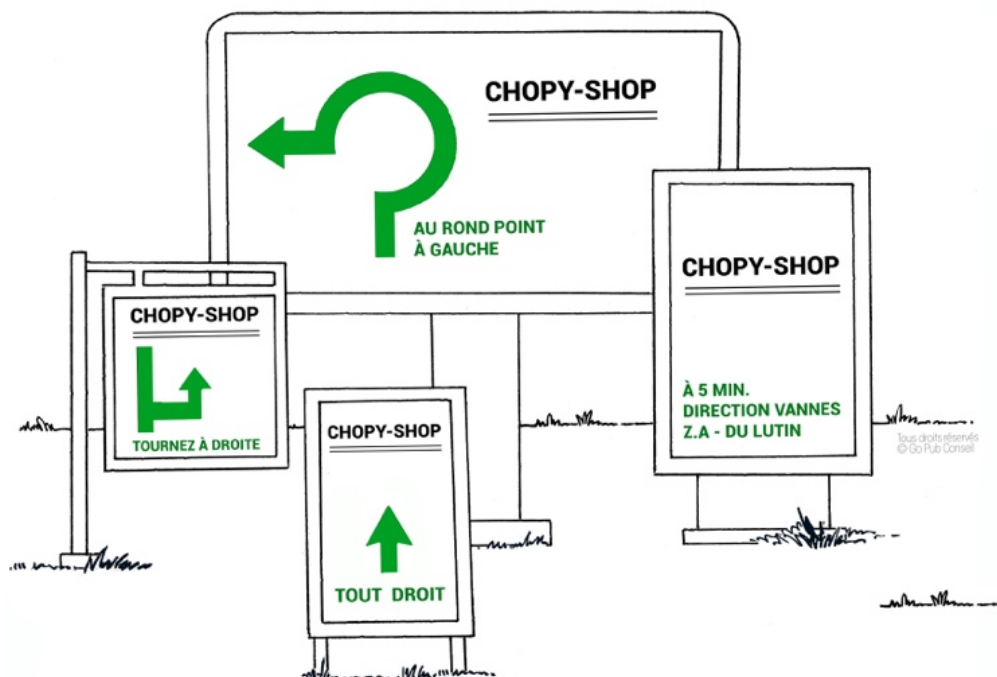 CHOPY-SHOP
AU ROND POINT
À GAUCHE
CHOPY-SHOP
À 5 MIN.
DIRECTION VANNES
Z.A - DU LUTIN
CHOPY-SHOP
TOURNEZ À DROITE
CHOPY-SHOP
TOUT DROIT
Tous droits réservés
© Go Pub Conseil